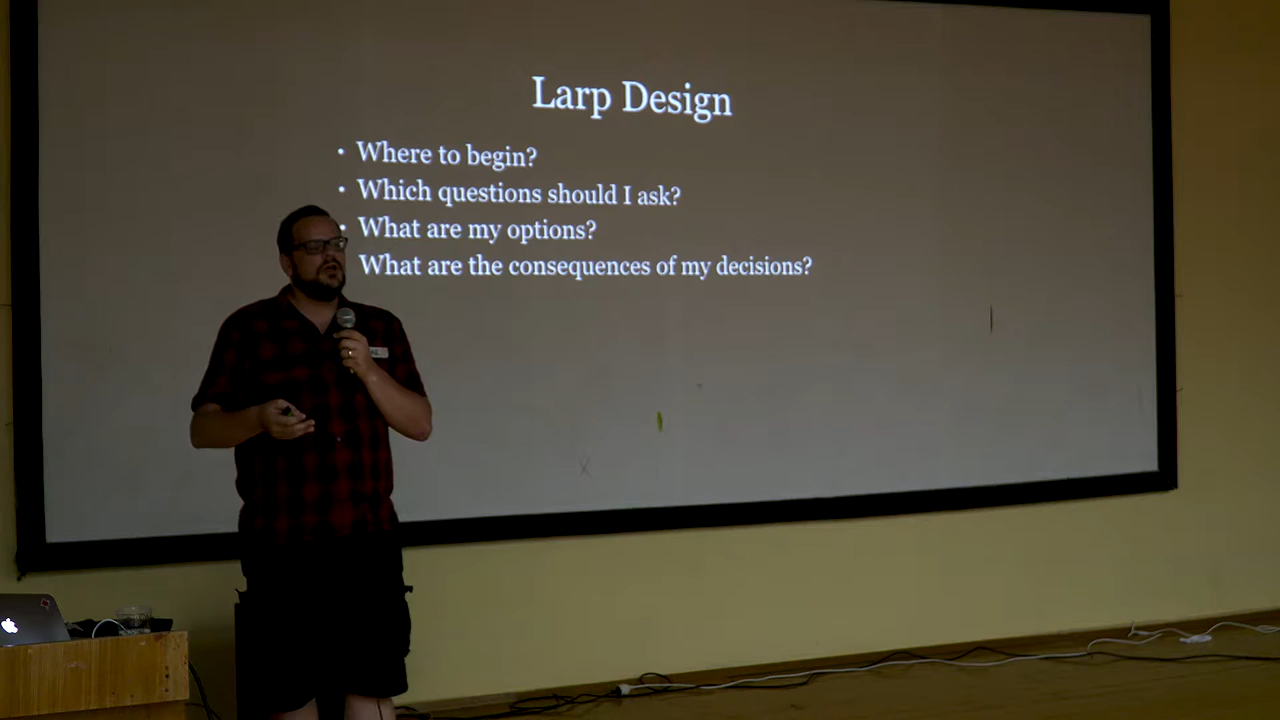 Larp Design
• Where to begin?
• Which questions should I ask?
• What are my options?
What are the consequences of my decisions?